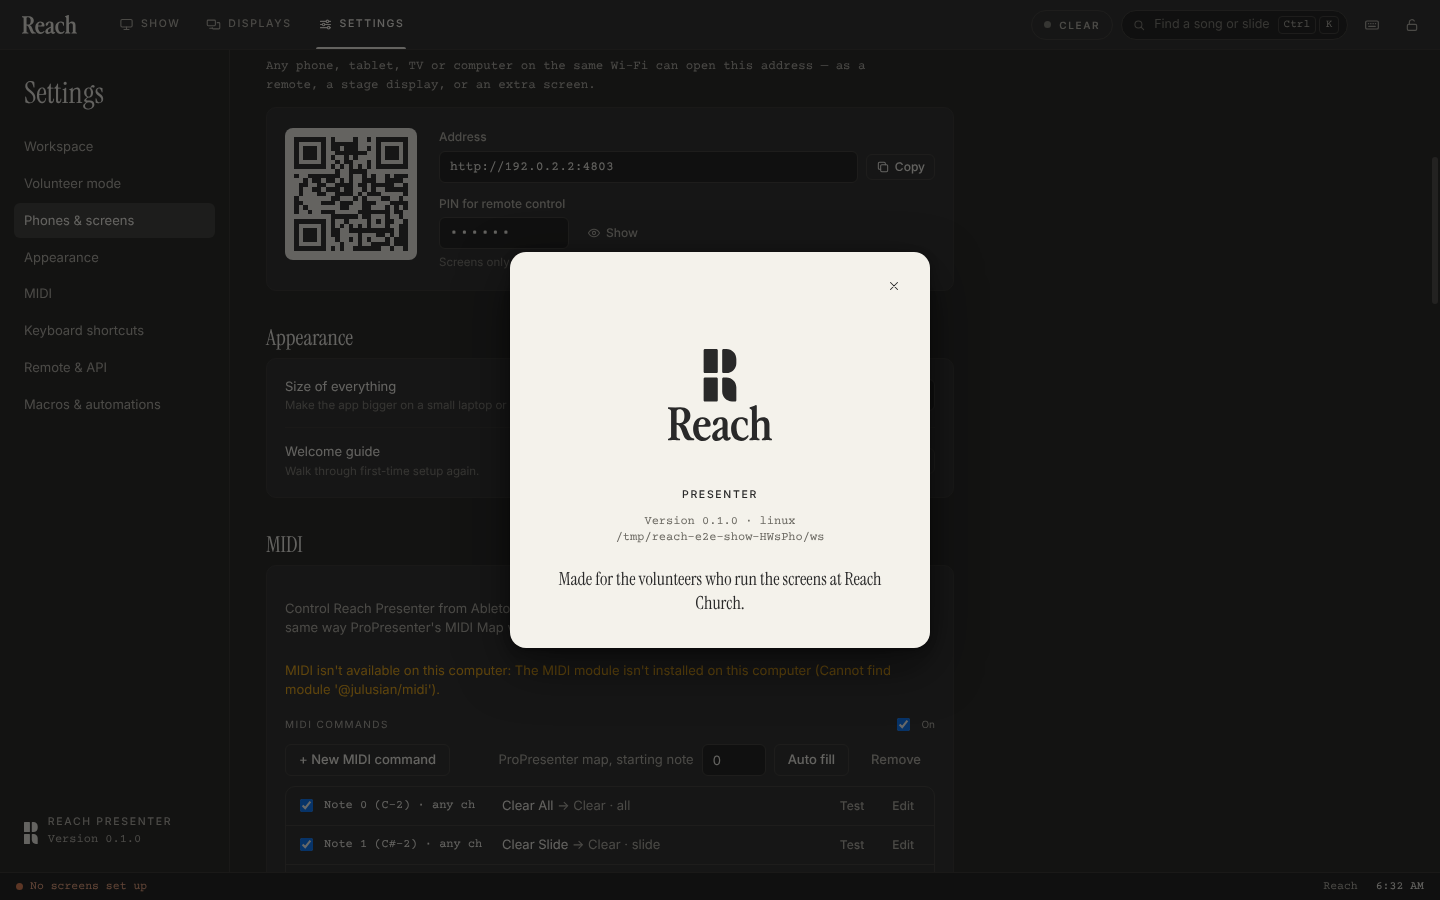 Reach
SHOW
DISPLAYS
SETTINGS
CLEAR
Find a song or slide
Ctrl
K
Settings
Workspace
Volunteer mode
Phones & screens
Appearance
MIDI
Keyboard shortcuts
Remote & API
Macros & automations
REACH PRESENTER
Version 0.1.0
Any phone, tablet, TV or computer on the same Wi-Fi can open this address — as a
remote, a stage display, or an extra screen.
Address
http://192.0.2.2:4803
Copy
PIN for remote control
••••••
Show
Screens only
Appearance
Size of everything
Make the app bigger on a small laptop or
Welcome guide
Walk through first-time setup again.
MIDI
Control Reach Presenter from Ableto
same way ProPresenter's MIDI Map
MIDI isn't available on this computer: The MIDI module isn't installed on this computer (Cannot find
module '@julusian/midi').
MIDI COMMANDS
On
+ New MIDI command
ProPresenter map, starting note
0
Auto fill
Remove
Note 0 (C-2) · any ch
Clear All → Clear · all
Test
Edit
Note 1 (C#-2) · any ch
Clear Slide → Clear · slide
Test
Edit
Reach
PRESENTER
Version 0.1.0 · linux
/tmp/reach-e2e-show-HWsPho/ws
Made for the volunteers who run the screens at Reach
Church.
No screens set up
Reach
6:32 AM